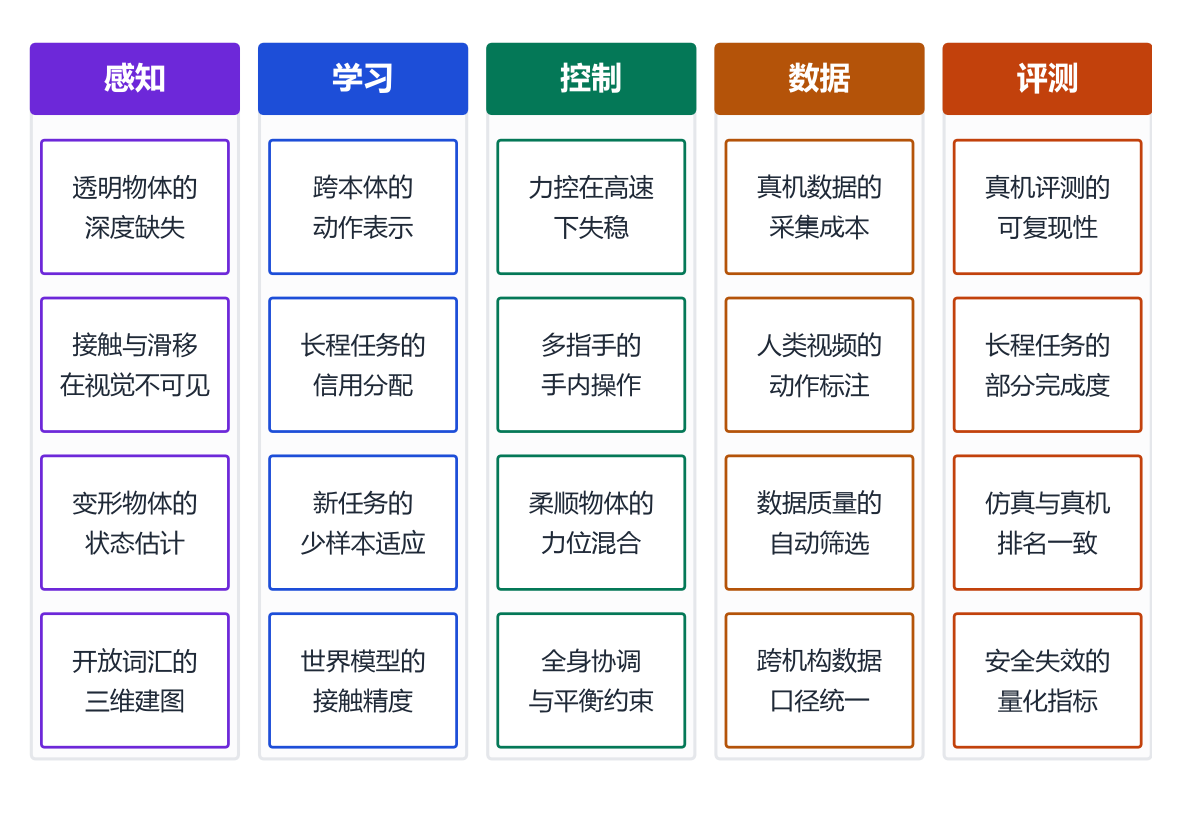 感知
透明物体的
深度缺失
接触与滑移
在视觉不可见
变形物体的
状态估计
开放词汇的
三维建图
学习
跨本体的
动作表示
长程任务的
信用分配
新任务的
少样本适应
世界模型的
接触精度
控制
力控在高速
下失稳
多指手的
手内操作
柔顺物体的
力位混合
全身协调
与平衡约束
数据
真机数据的
采集成本
人类视频的
动作标注
数据质量的
自动筛选
跨机构数据
口径统一
评测
真机评测的
可复现性
长程任务的
部分完成度
仿真与真机
排名一致
安全失效的
量化指标